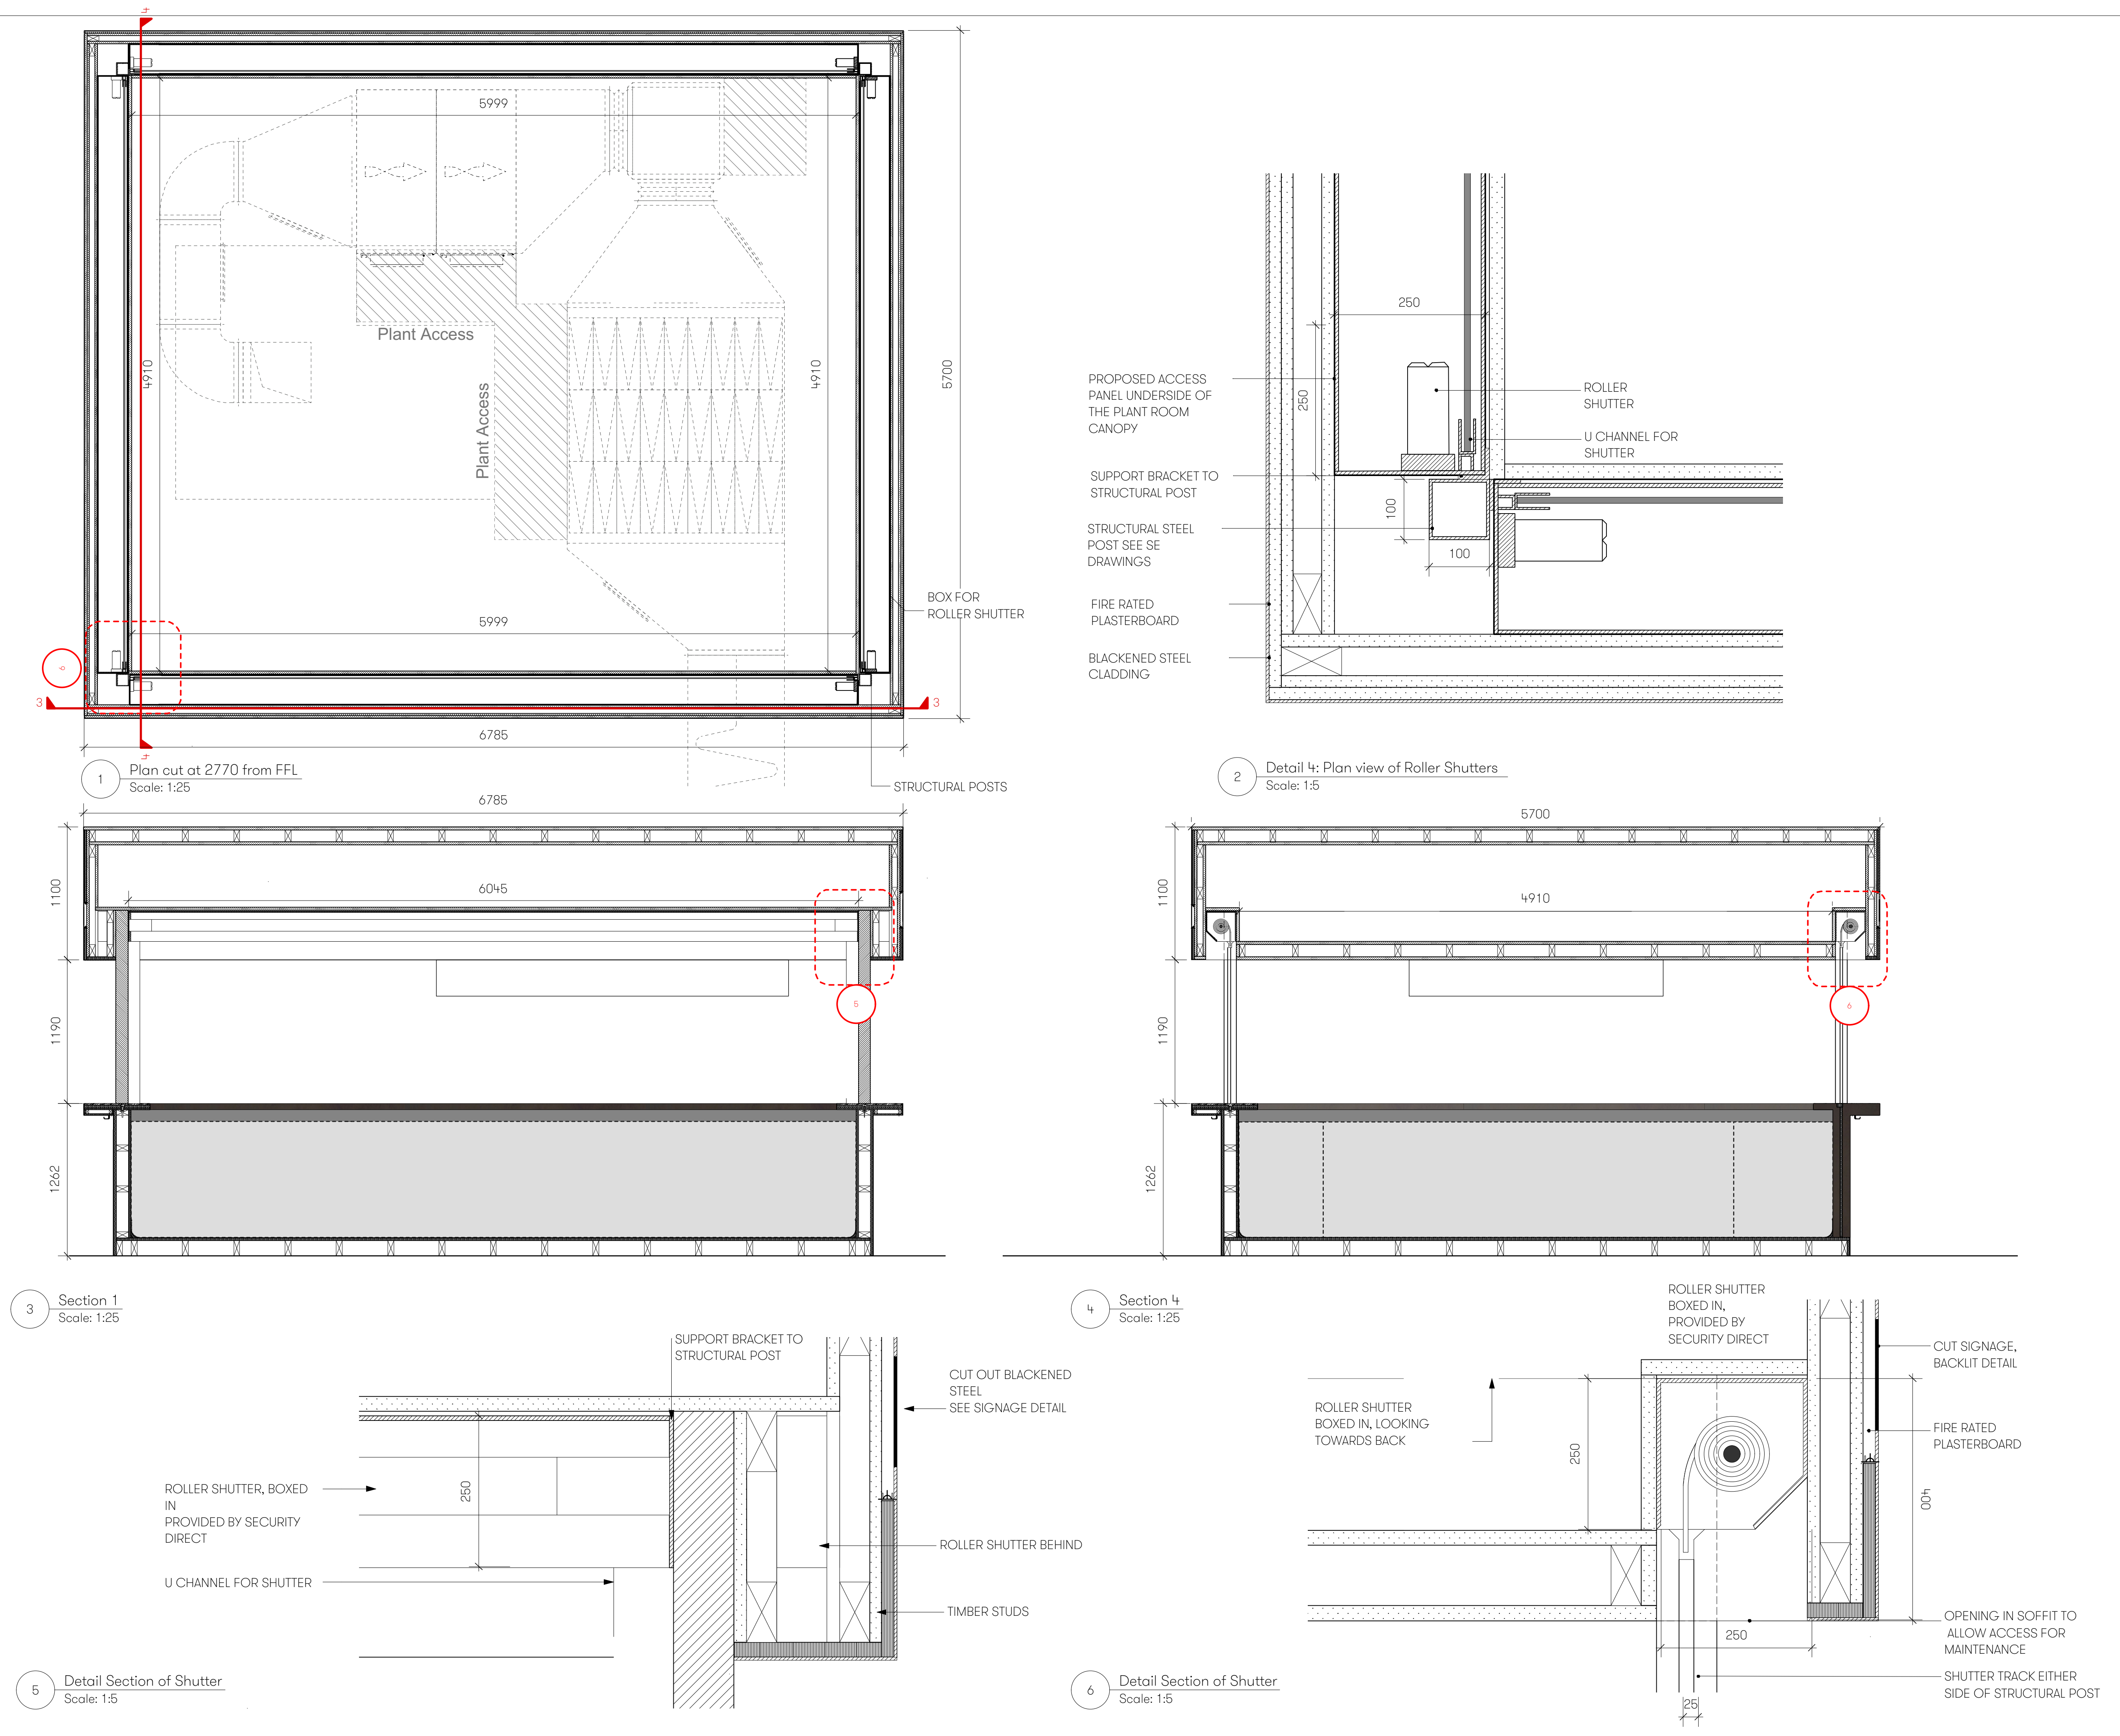 4
5999
4910
Plant Access
Plant Access
4910
5700
BOX FOR
ROLLER SHUTTER
5999
3
3
6785
4
STRUCTURAL POSTS
1
Plan cut at 2770 from FFL
Scale: 1:25
250
250
PROPOSED ACCESS
PANEL UNDERSIDE OF
THE PLANT ROOM
CANOPY
ROLLER
SHUTTER
U CHANNEL FOR
SHUTTER
SUPPORT BRACKET TO
STRUCTURAL POST
100
STRUCTURAL STEEL
POST SEE SE
DRAWINGS
100
FIRE RATED
PLASTERBOARD
BLACKENED STEEL
CLADDING
2
Detail 4: Plan view of Roller Shutters
Scale: 1:5
6785
1100
6045
5
1190
1262
3
Section 1
Scale: 1:25
5700
1100
4910
6
1190
1262
4
Section 4
Scale: 1:25
SUPPORT BRACKET TO
STRUCTURAL POST
CUT OUT BLACKENED
STEEL
SEE SIGNAGE DETAIL
250
ROLLER SHUTTER, BOXED
IN
PROVIDED BY SECURITY
DIRECT
ROLLER SHUTTER BEHIND
U CHANNEL FOR SHUTTER
TIMBER STUDS
5
Detail Section of Shutter
Scale: 1:5
ROLLER SHUTTER
BOXED IN,
PROVIDED BY
SECURITY DIRECT
CUT SIGNAGE,
BACKLIT DETAIL
ROLLER SHUTTER
BOXED IN, LOOKING
TOWARDS BACK
250
FIRE RATED
PLASTERBOARD
400
OPENING IN SOFFIT TO
ALLOW ACCESS FOR
MAINTENANCE
250
SHUTTER TRACK EITHER
SIDE OF STRUCTURAL POST
25
6
Detail Section of Shutter
Scale: 1:5